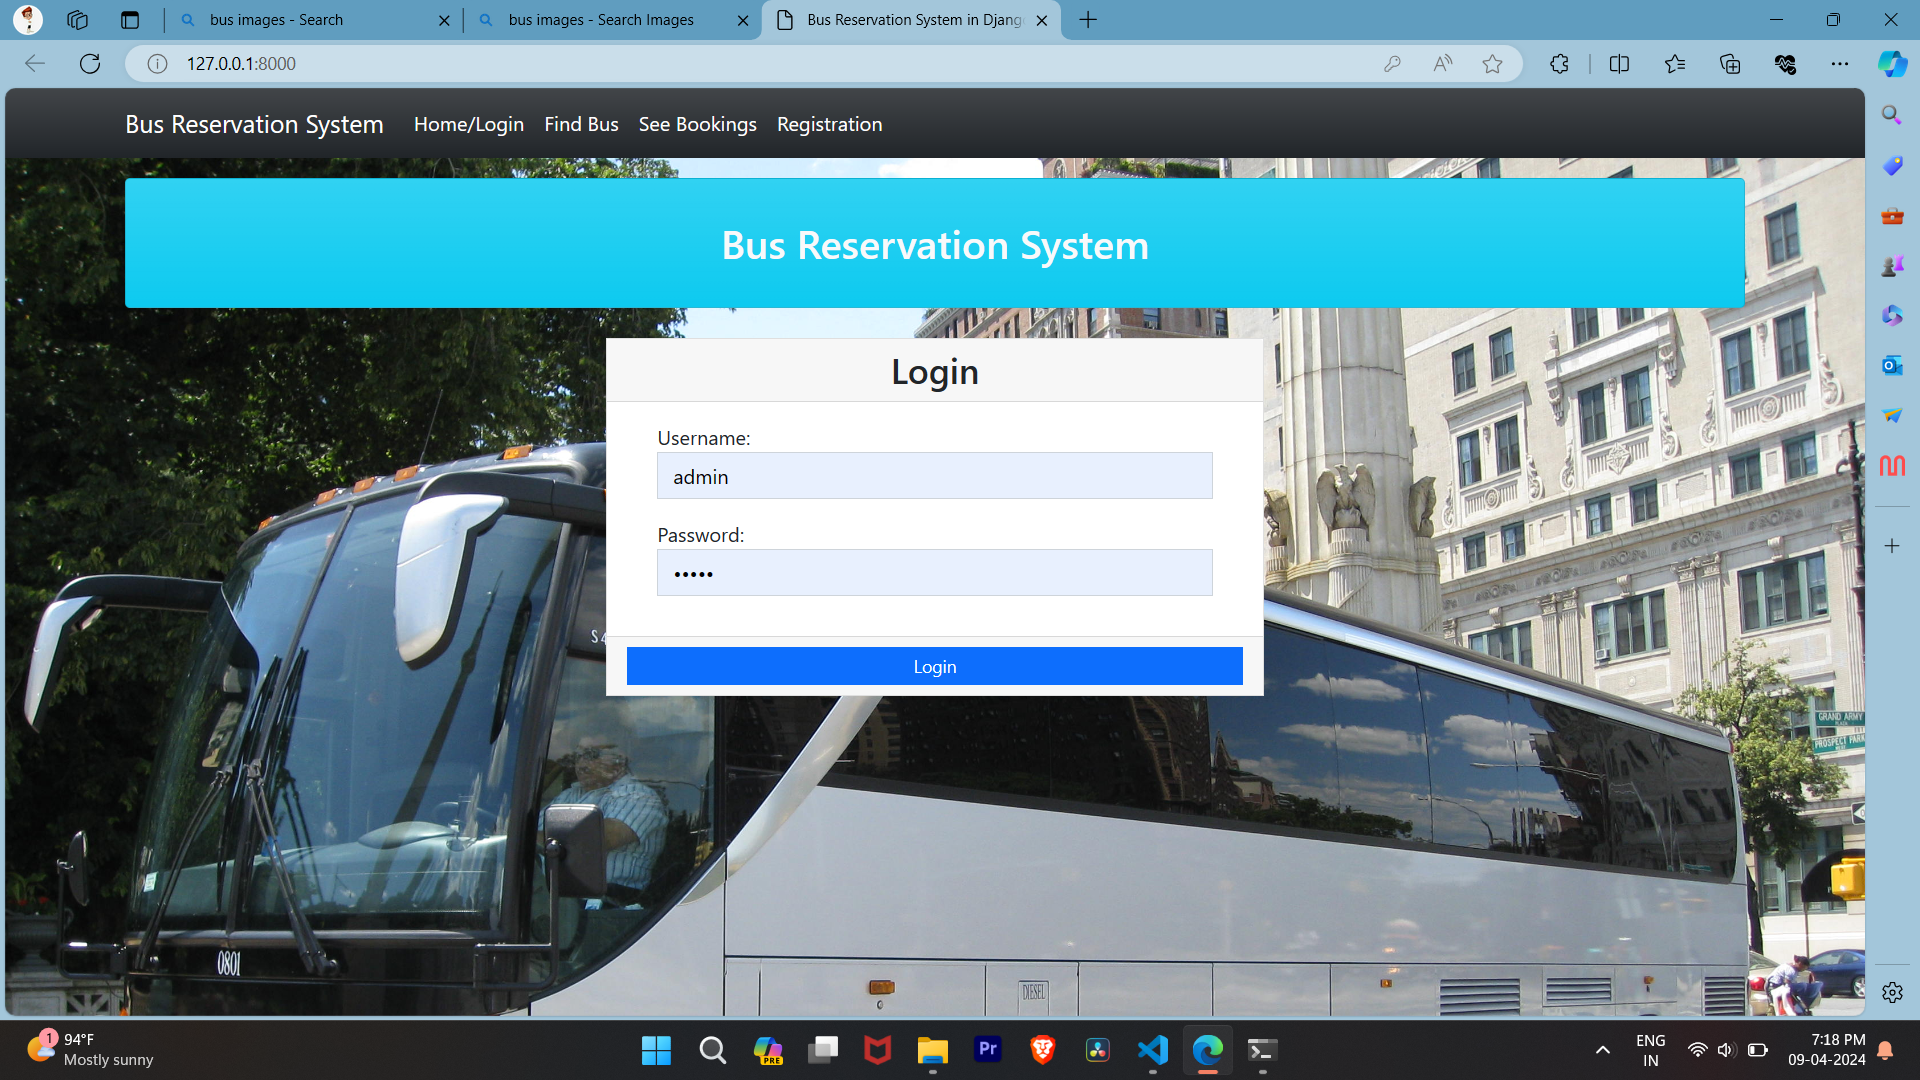 bus images - Search
bus images - Search Images
Bus Reservation System in Djang
127.0.0.1:8000
Bus Reservation System Home/Login Find Bus See Bookings Registration
Bus Reservation System
Login
Username:
admin
Password:
•••••
Login
0801
DIESEL
GRAND ARMY
PROSPECT PARK
1
94°F
Mostly sunny
PRE
Pr
ENG
IN
7:18 PM
09-04-2024